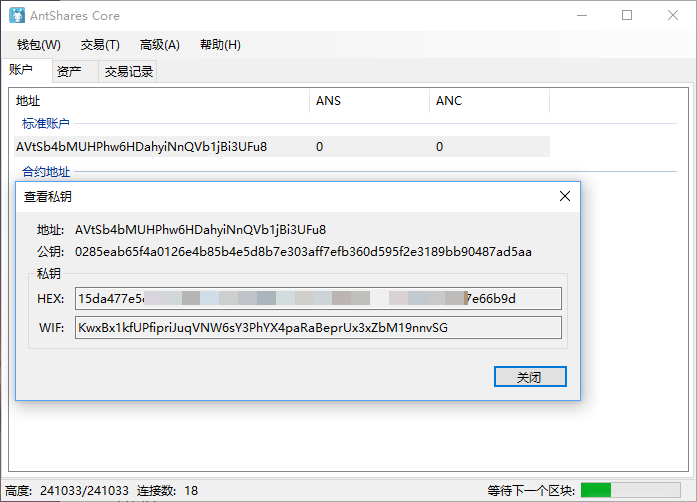 AntShares Core
钱包(W) 交易(T) 高级(A) 帮助(H)
账户 资产 交易记录
地址 ANS ANC
标准账户
AVtSb4bMUHPhw6HDahyiNnQVb1jBi3UFu8 0 0
合约地址
查看私钥
地址: AVtSb4bMUHPhw6HDahyiNnQVb1jBi3UFu8
公钥: 0285eab65f4a0126e4b85b4e5d8b7e303aff7efb360d595f2e3189bb90487ad5aa
私钥
HEX: 15da477e5 7e66b9d
WIF: KwxBx1kfUPfipriJuqVNW6sY3PhYX4paRaBeprUx3xZbM19nnvSG
关闭
高度: 241033/241033 连接数: 18 等待下一个区块: